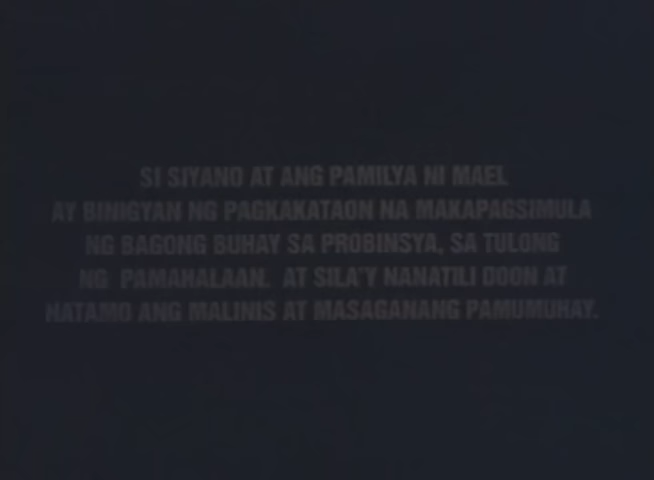 SI SIYANO AT ANG PAMILYA NI MAEL
AY BINIGYAN NG PAGKAKATAON NA MAKAPAGSIMULA
NG BAGONG BUHAY SA PROBINSYA, SA TULONG
NG PAMAHALAAN. AT SILA'Y NANATILI DOON AT
NATAMO ANG MALINIS AT MASAGANANG PAMUMUHAY.